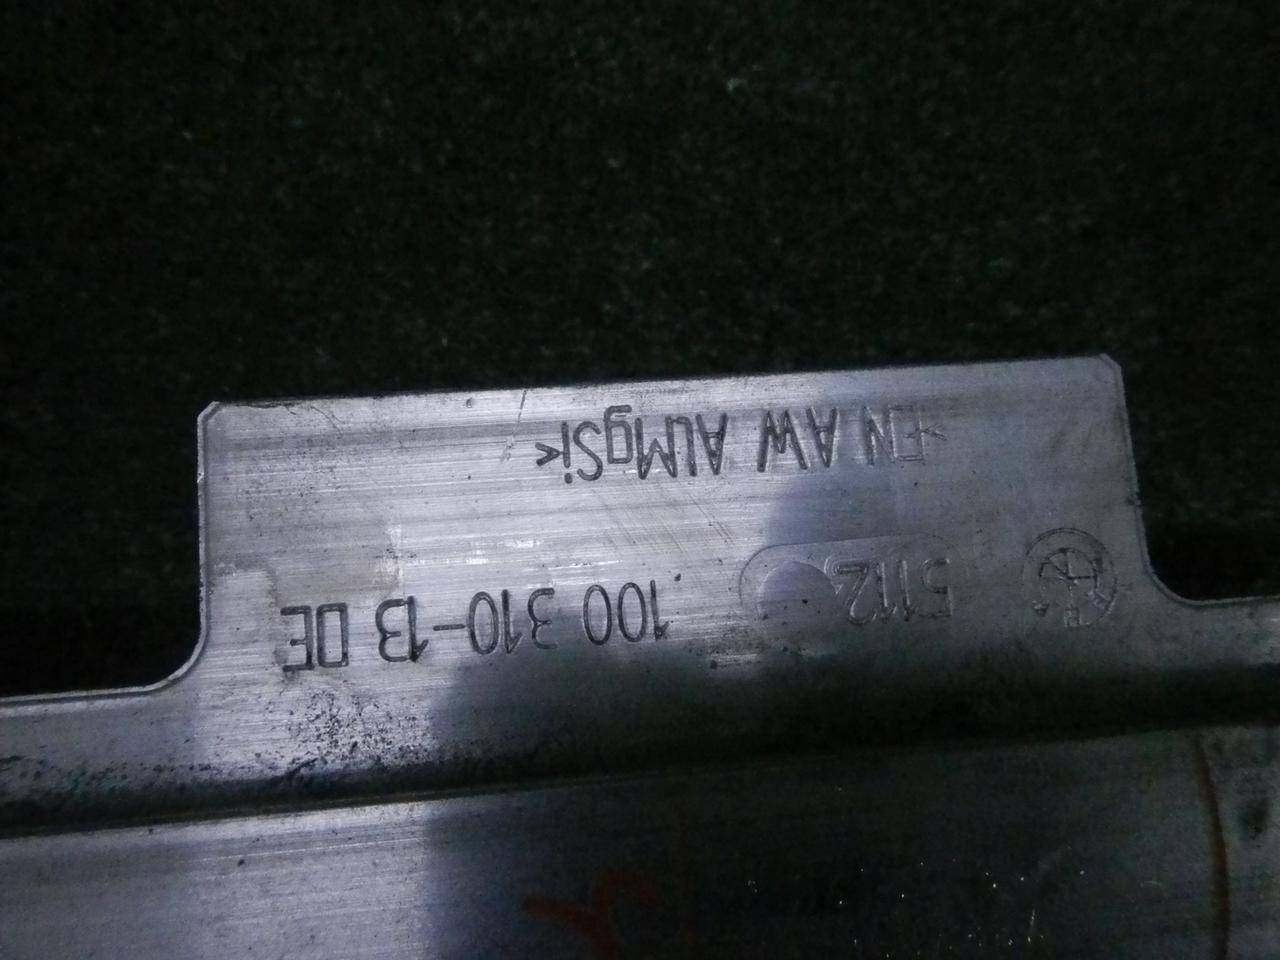 5112 100 310-13 DE
>EN AW AlMgSi<